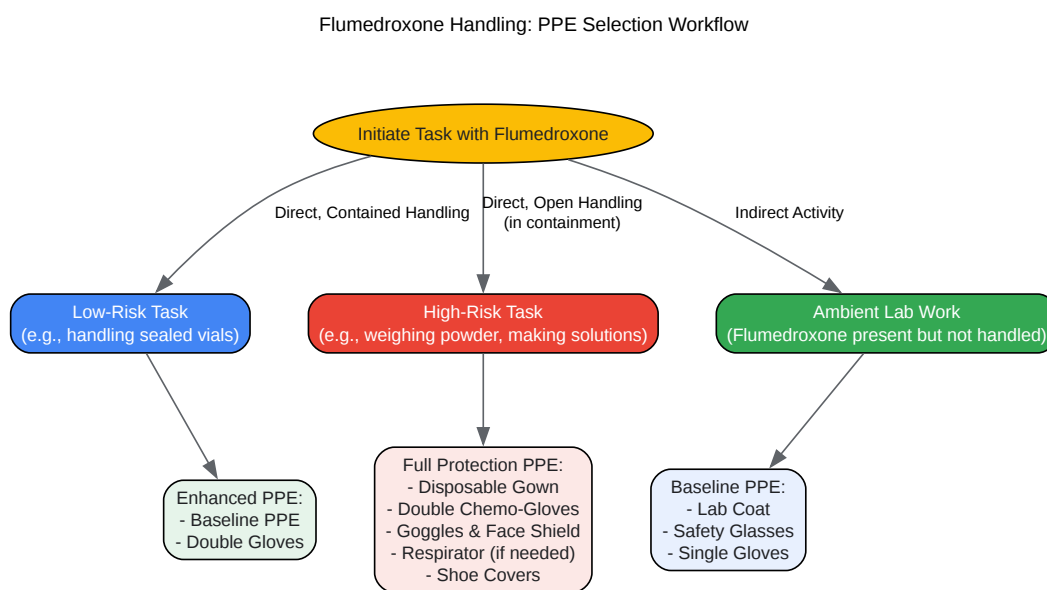 Flumedroxone Handling: PPE Selection Workflow
Initiate Task with Flumedroxone
Direct, Contained Handling
Direct, Open Handling
(in containment)
Indirect Activity
Low-Risk Task
(e.g., handling sealed vials)
High-Risk Task
(e.g., weighing powder, making solutions)
Ambient Lab Work
(Flumedroxone present but not handled)
Enhanced PPE:
- Baseline PPE
- Double Gloves
Full Protection PPE:
- Disposable Gown
- Double Chemo-Gloves
- Goggles & Face Shield
- Respirator (if needed)
- Shoe Covers
Baseline PPE:
- Lab Coat
- Safety Glasses
- Single Gloves